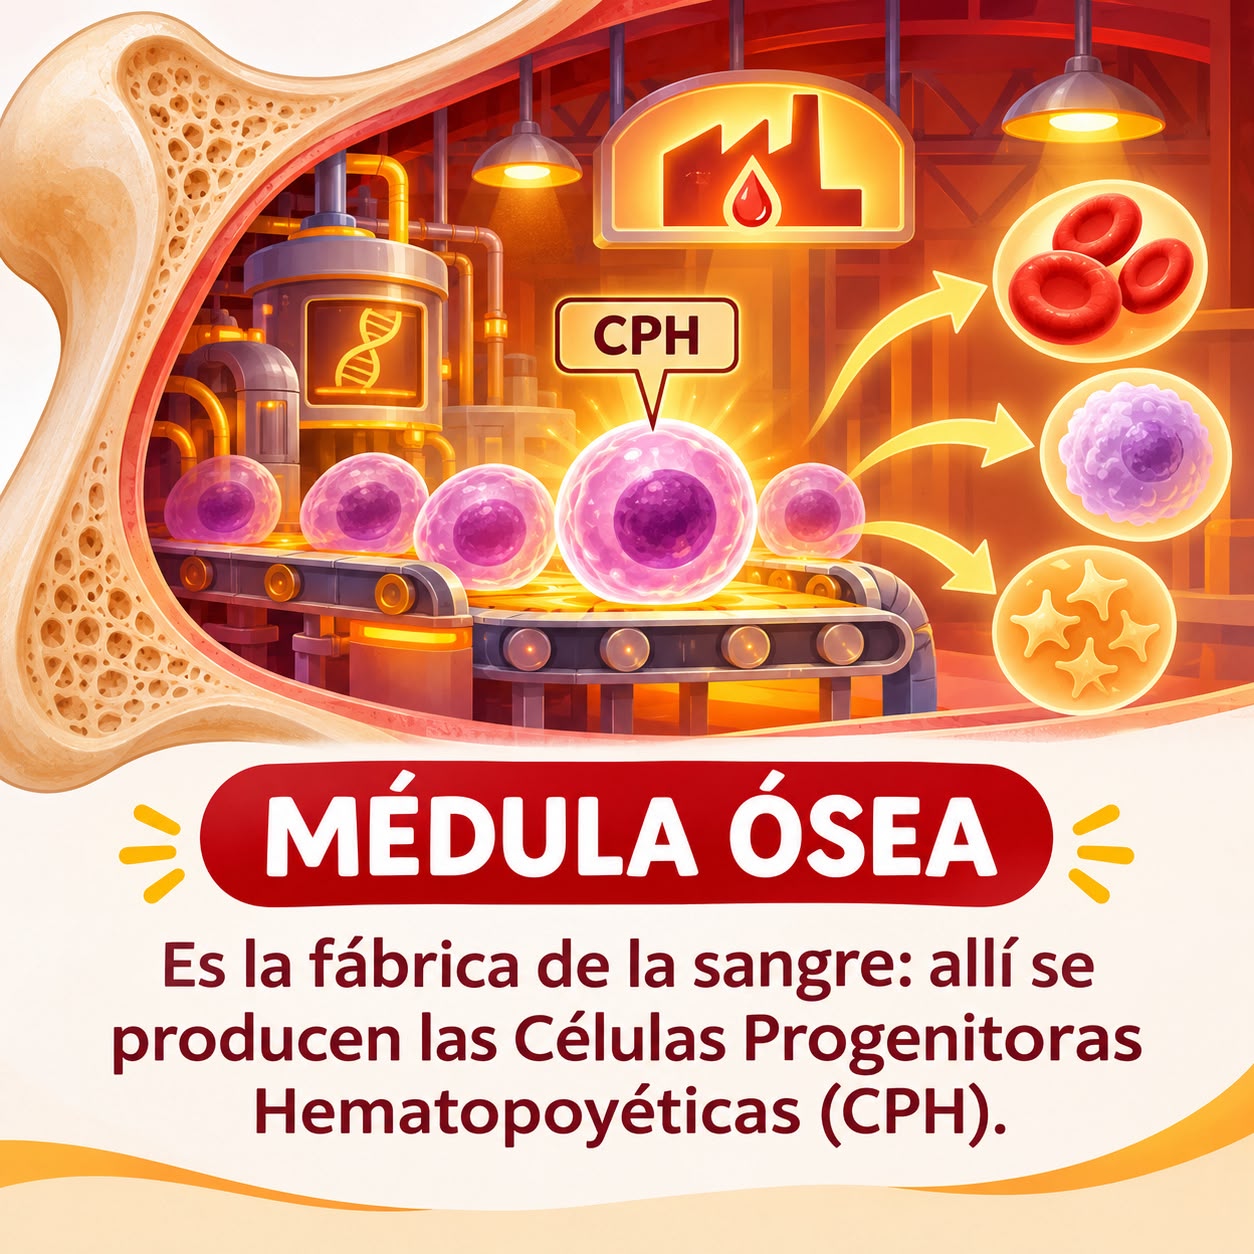 CPH
MÉDULA ÓSEA
Es la fábrica de la sangre: allí se
producen las Células Progenitoras
Hematopoyéticas (CPH).